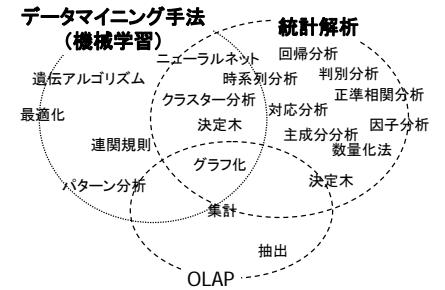 データマイニング手法
（機械学習）
統計解析
ニューラルネット
回帰分析
遺伝アルゴリズム
時系列分析
判別分析
クラスター分析
正準相関分析
最適化
対応分析
決定木
因子分析
主成分分析
連関規則
数量化法
グラフ化
パターン分析
決定木
集計
抽出
OLAP